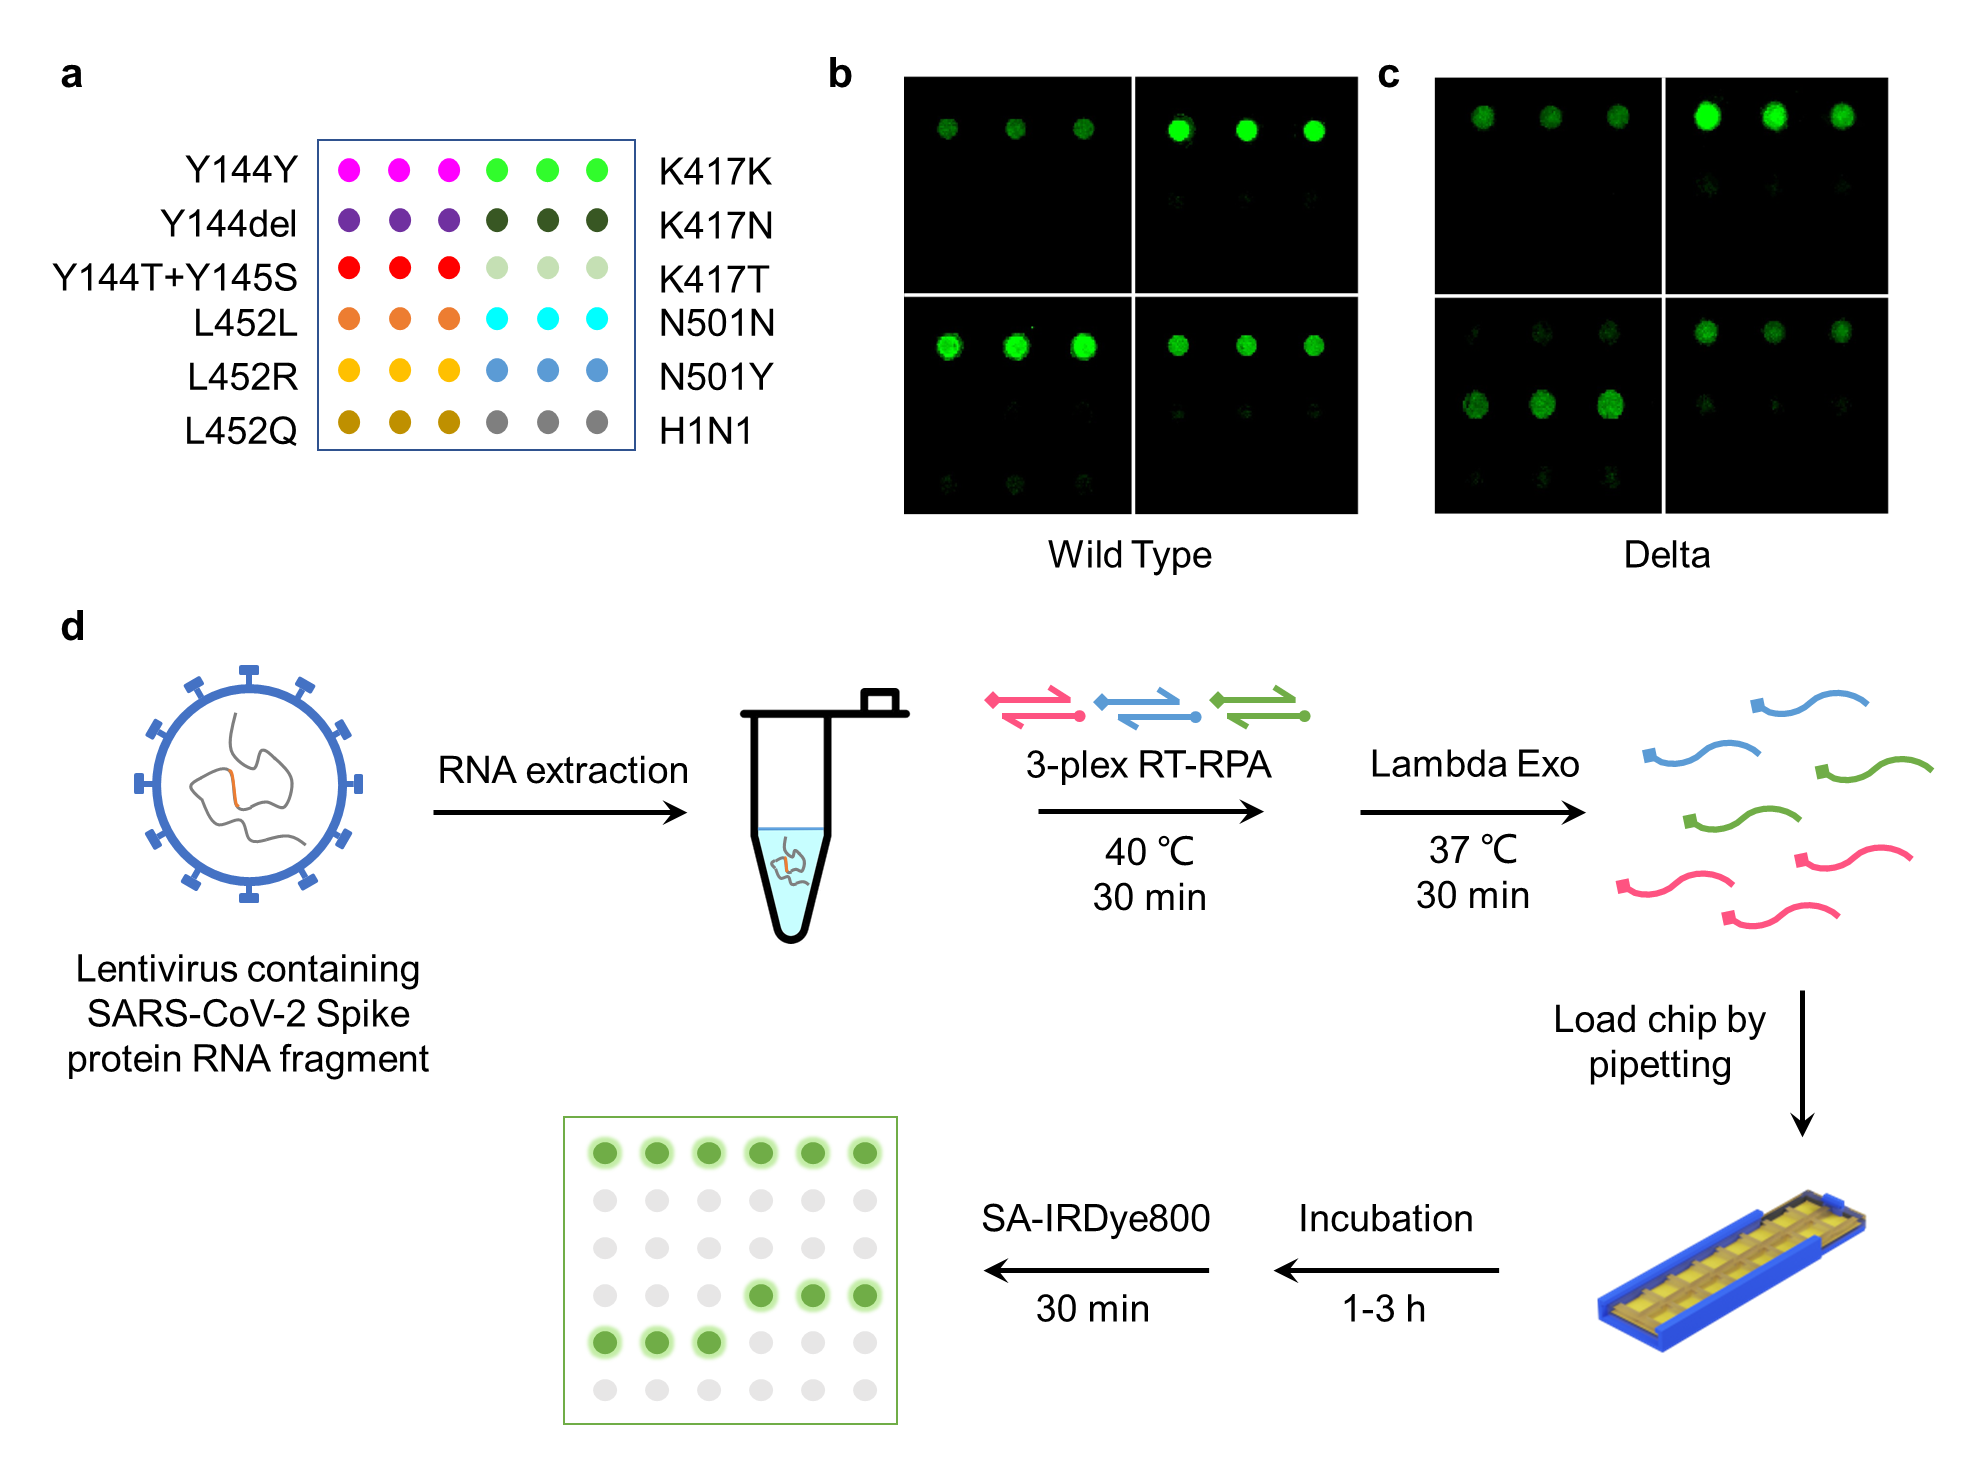 a
Y144Y
Y144del
Y144T+Y145S
L452L
L452R
L452Q
K417K
K417N
K417T
N501N
N501Y
H1N1
b
Wild Type
c
Delta
d
Lentivirus containing
SARS-CoV-2 Spike
protein RNA fragment
RNA extraction
3-plex RT-RPA
40 ℃
30 min
Lambda Exo
37 ℃
30 min
Load chip by
pipetting
Incubation
1-3 h
SA-IRDye800
30 min